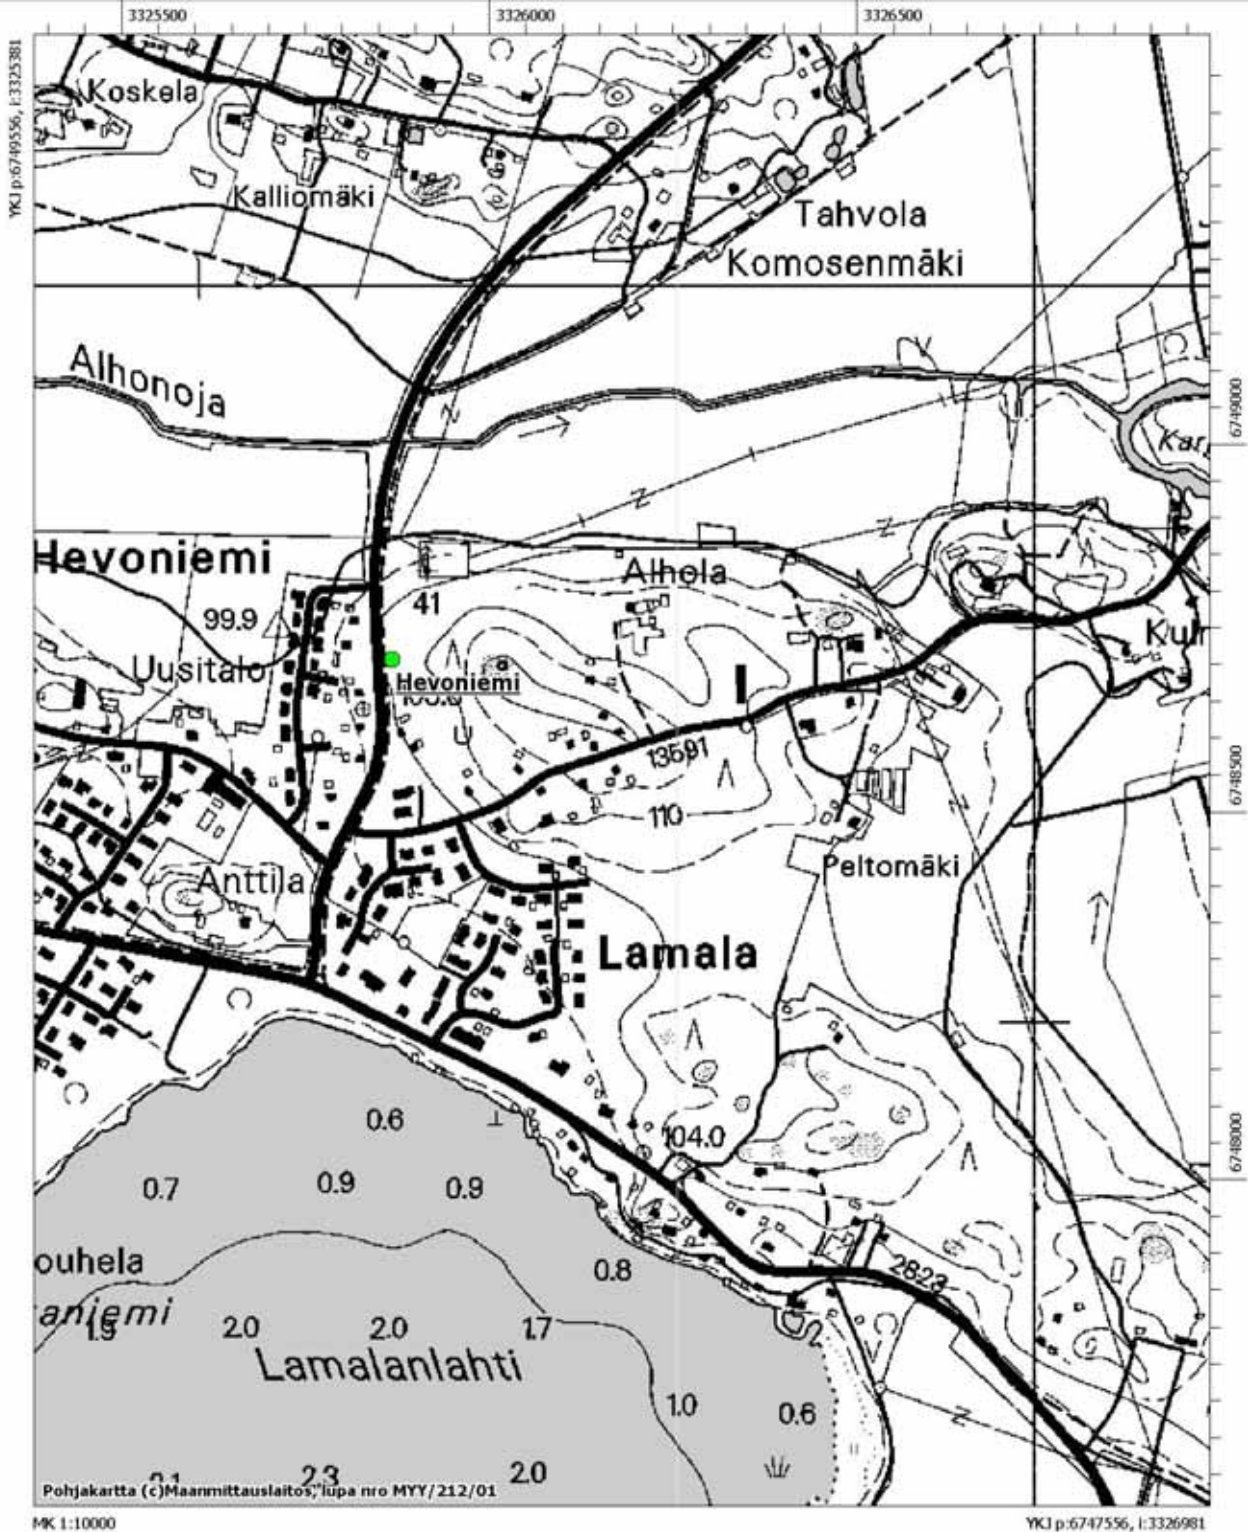 3325500
3326000
3326500
YKJ p:6749556, i:3325381
Koskela
Kalliomäki
Tahvola
Komosenmäki
Alhonoja
6749000
Hevoniemi
Alhola
41
99.9
Uusitalo
Hevoniemi
13591
6748500
110
Peltomäki
Anttila
Lamala
0.6
104.0
6748000
0.7
0.9
0.9
ouhela
0.8
2823
aniemi
1.9
2.0
2.0
1.7
Lamalanlahti
1.0
0.6
2.3
2.0
Pohjakartta (c)Maanmittauslaitos, lupa nro MYY/212/01
MK 1:10000
YKJ p:6747556, i:3326981